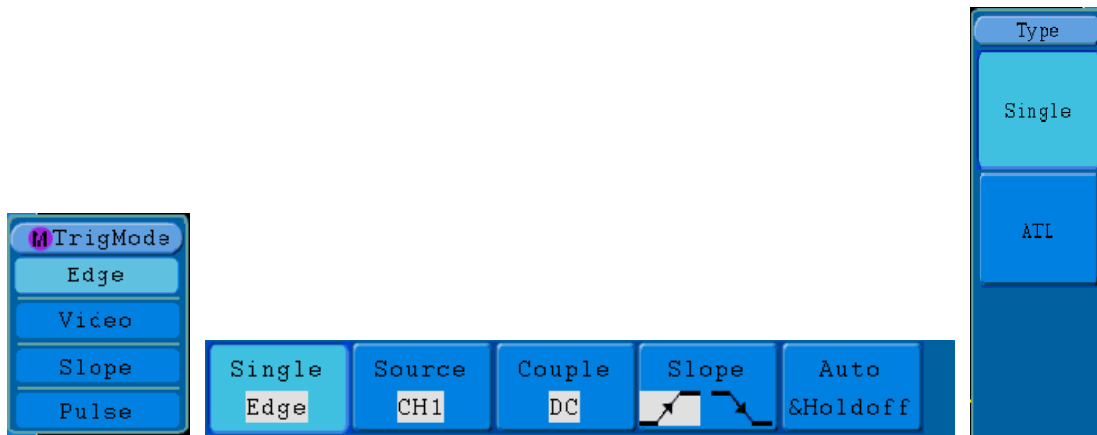 M TrigMode
Edge
Video
Slope
Pulse
Single
Edge
Source
CH1
Couple
DC
Slope
Auto
&Holdoff
Type
Single
ATL